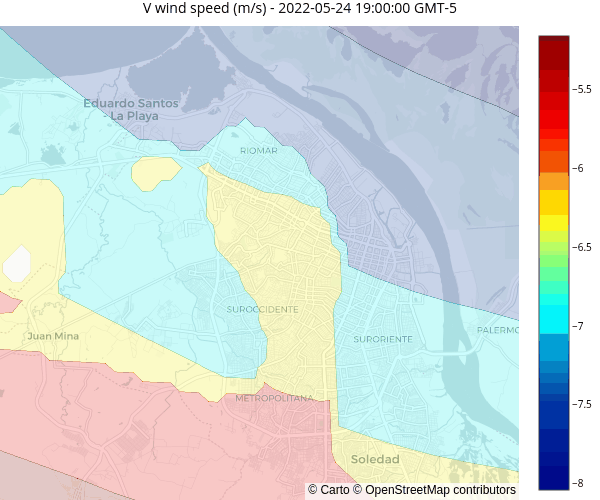 V wind speed (m/s) - 2022-05-24 19:00:00 GMT-5
Eduardo Santos
La Playa
RIOMAR
SUROCCIDENTE
SURORIENTE
PALERMO
Juan Mina
METROPOLITANA
Soledad
© Carto © OpenStreetMap contributors
−5.5
−6
−6.5
−7
−7.5
−8